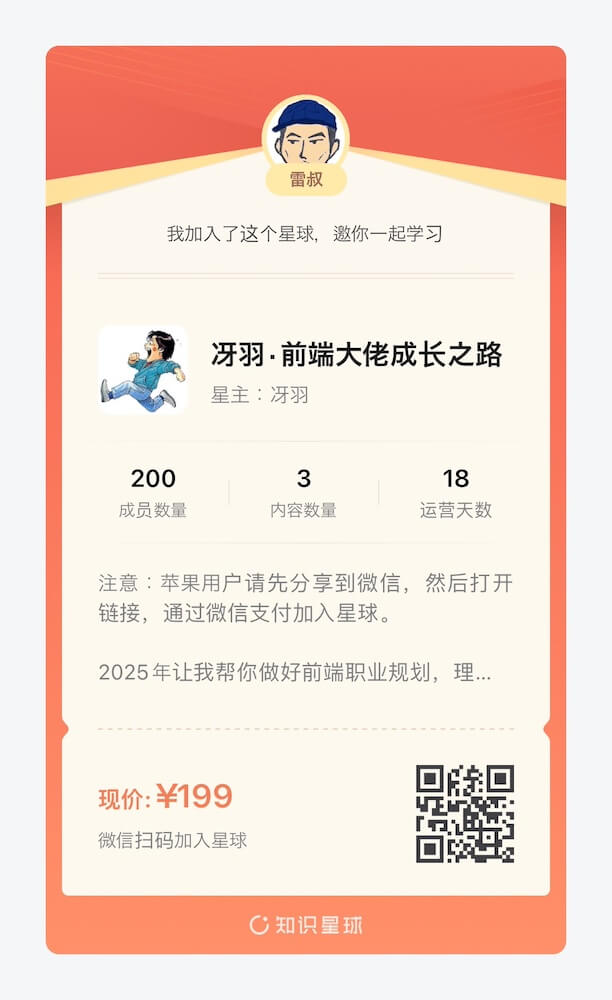 雷叔
我加入了这个星球，邀你一起学习
冴羽·前端大佬成长之路
星主：冴羽
200
3
18
成员数量
内容数量
运营天数
注意：苹果用户请先分享到微信，然后打开
链接，通过微信支付加入星球。
2025年让我帮你做好前端职业规划，理...
现价:¥199
微信扫码加入星球
知识星球